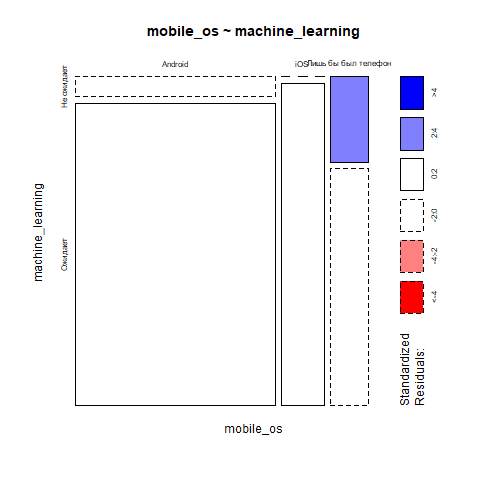 mobile_os ~ machine_learning
Android
iOS
Лишь бы был телефон
Не ожидает
Ожидает
machine_learning
mobile_os
>4
2:4
0:2
-2:0
-4:-2
<-4
Standardized
Residuals: